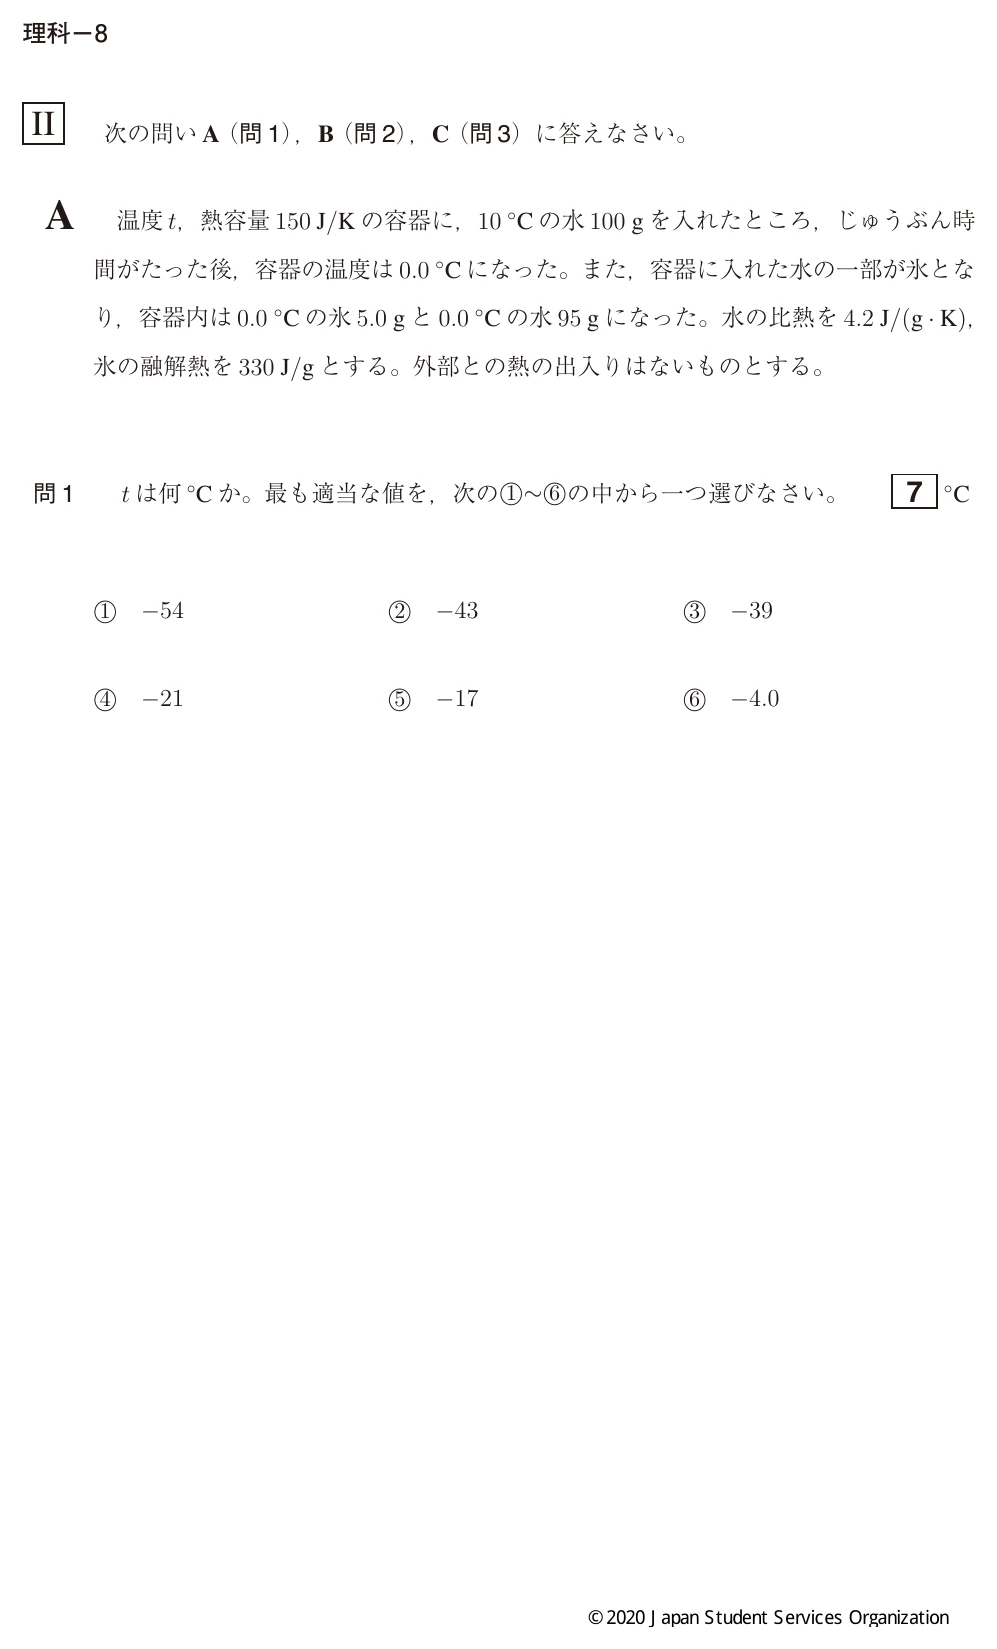 理科－8
II 次の問い A（問 1），B（問 2），C（問 3）に答えなさい。
A 温度 t，熱容量 150 J/K の容器に，10 °C の水 100 g を入れたところ，じゅうぶん時
間がたった後，容器の温度は 0.0 °C になった。また，容器に入れた水の一部が氷とな
り，容器内は 0.0 °C の氷 5.0 g と 0.0 °C の水 95 g になった。水の比熱を 4.2 J/(g · K)，
氷の融解熱を 330 J/g とする。外部との熱の出入りはないものとする。
問 1 t は何 °C か。最も適当な値を，次の①~⑥の中から一つ選びなさい。 7 °C
① −54 ② −43 ③ −39
④ −21 ⑤ −17 ⑥ −4.0
© 2020 Japan Student Services Organization